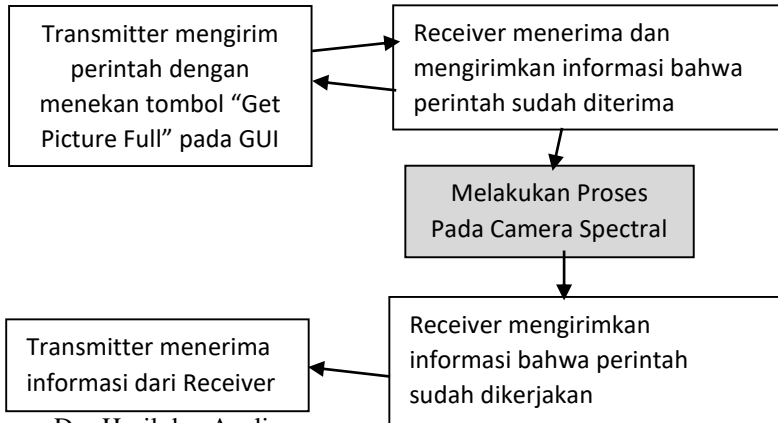 Transmitter mengirim
perintah dengan
menekan tombol “Get
Picture Full” pada GUI
Receiver menerima dan
mengirimkan informasi bahwa
perintah sudah diterima
Melakukan Proses
Pada Camera Spectral
Receiver mengirimkan
informasi bahwa perintah
sudah dikerjakan
Transmitter menerima
informasi dari Receiver